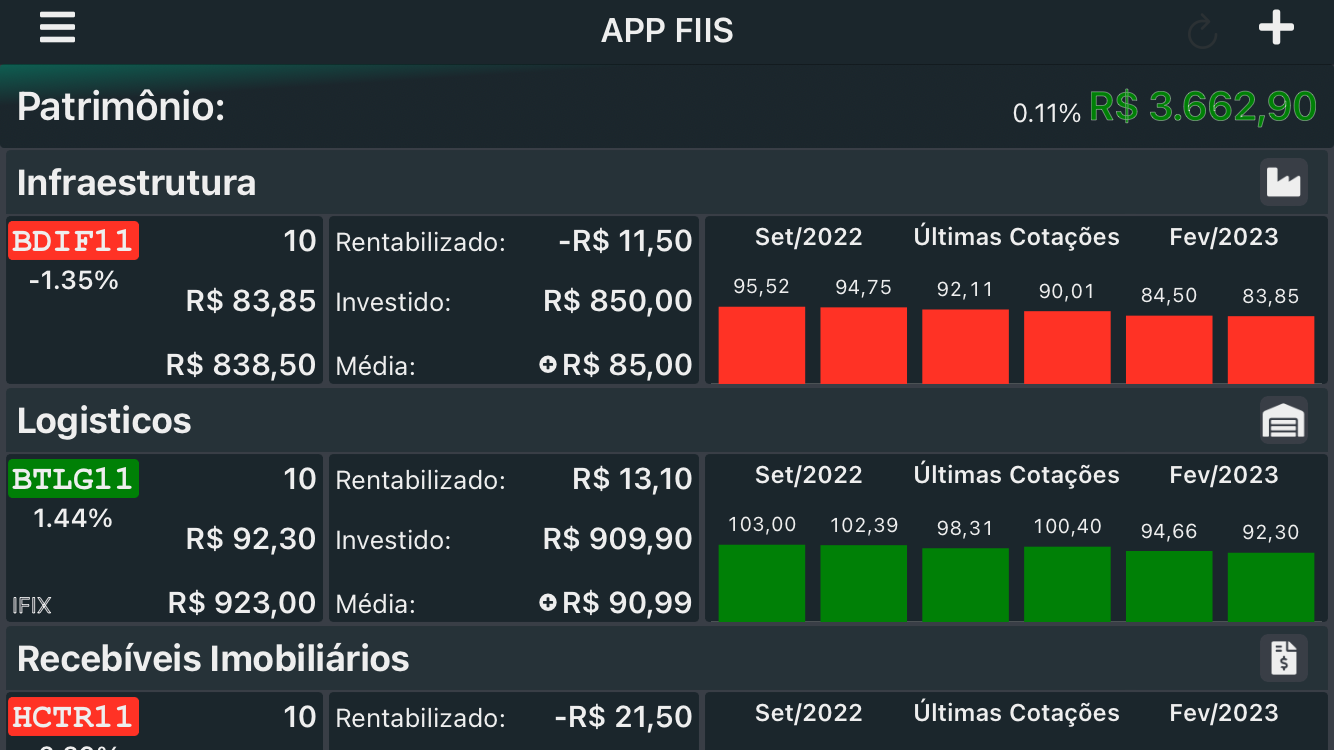 APP FIIS
Patrimônio:
0.11% R$ 3.662,90
Infraestrutura
BDIF11 10
-1.35%
R$ 83,85
R$ 838,50
Rentabilizado: -R$ 11,50
Investido: R$ 850,00
Média: R$ 85,00
Set/2022 Últimas Cotações Fev/2023
95,52 94,75 92,11 90,01 84,50 83,85
Logisticos
BTLG11 10
1.44%
R$ 92,30
IFIX R$ 923,00
Rentabilizado: R$ 13,10
Investido: R$ 909,90
Média: R$ 90,99
Set/2022 Últimas Cotações Fev/2023
103,00 102,39 98,31 100,40 94,66 92,30
Recebíveis Imobiliários
$
HCTR11 10
Rentabilizado: -R$ 21,50
Set/2022 Últimas Cotações Fev/2023